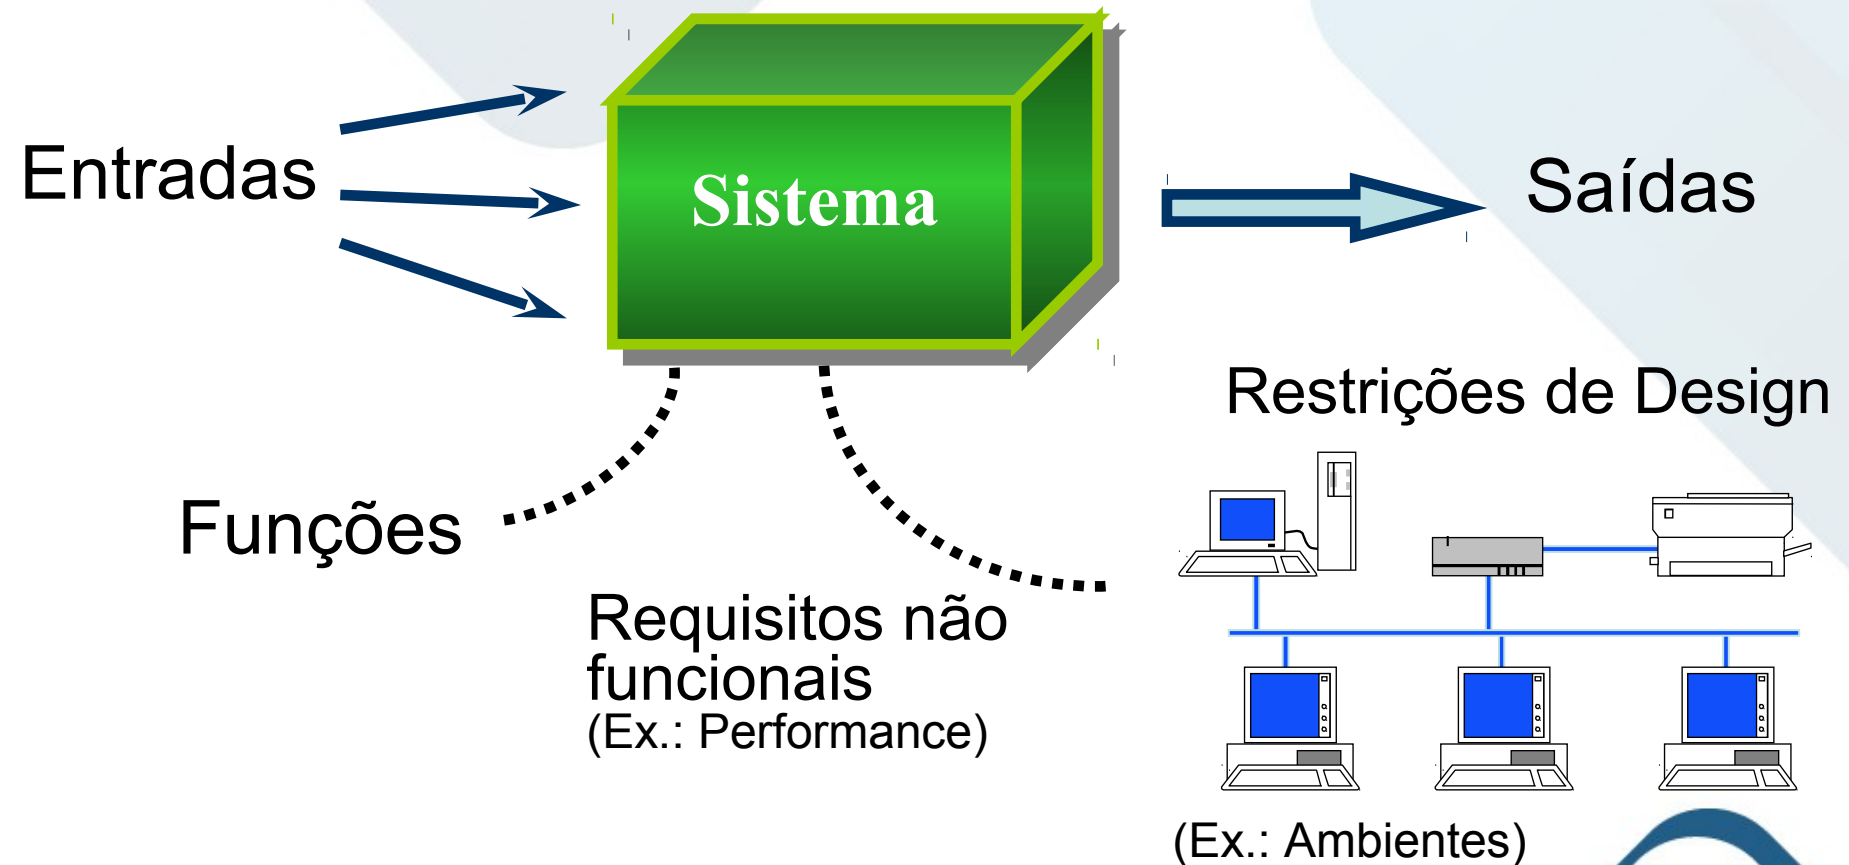 Entradas
Sistema
Saídas
Restrições de Design
Funções
Requisitos não
funcionais
(Ex.: Performance)
(Ex.: Ambientes)